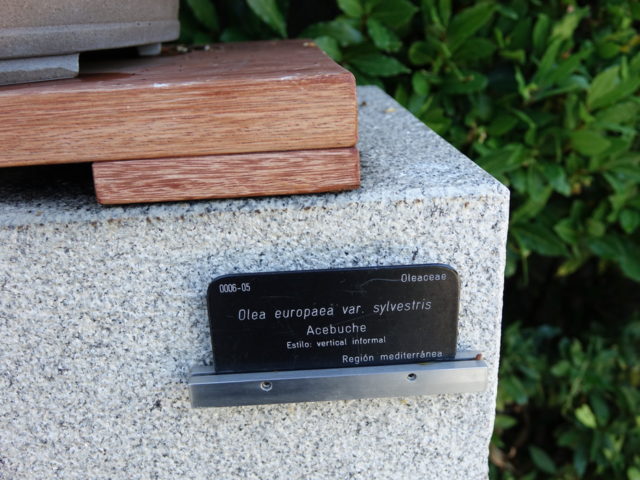 0006-05 Oleaceae
Olea europaea var. sylvestris
Acebuche
Estilo: vertical informal
Región mediterránea